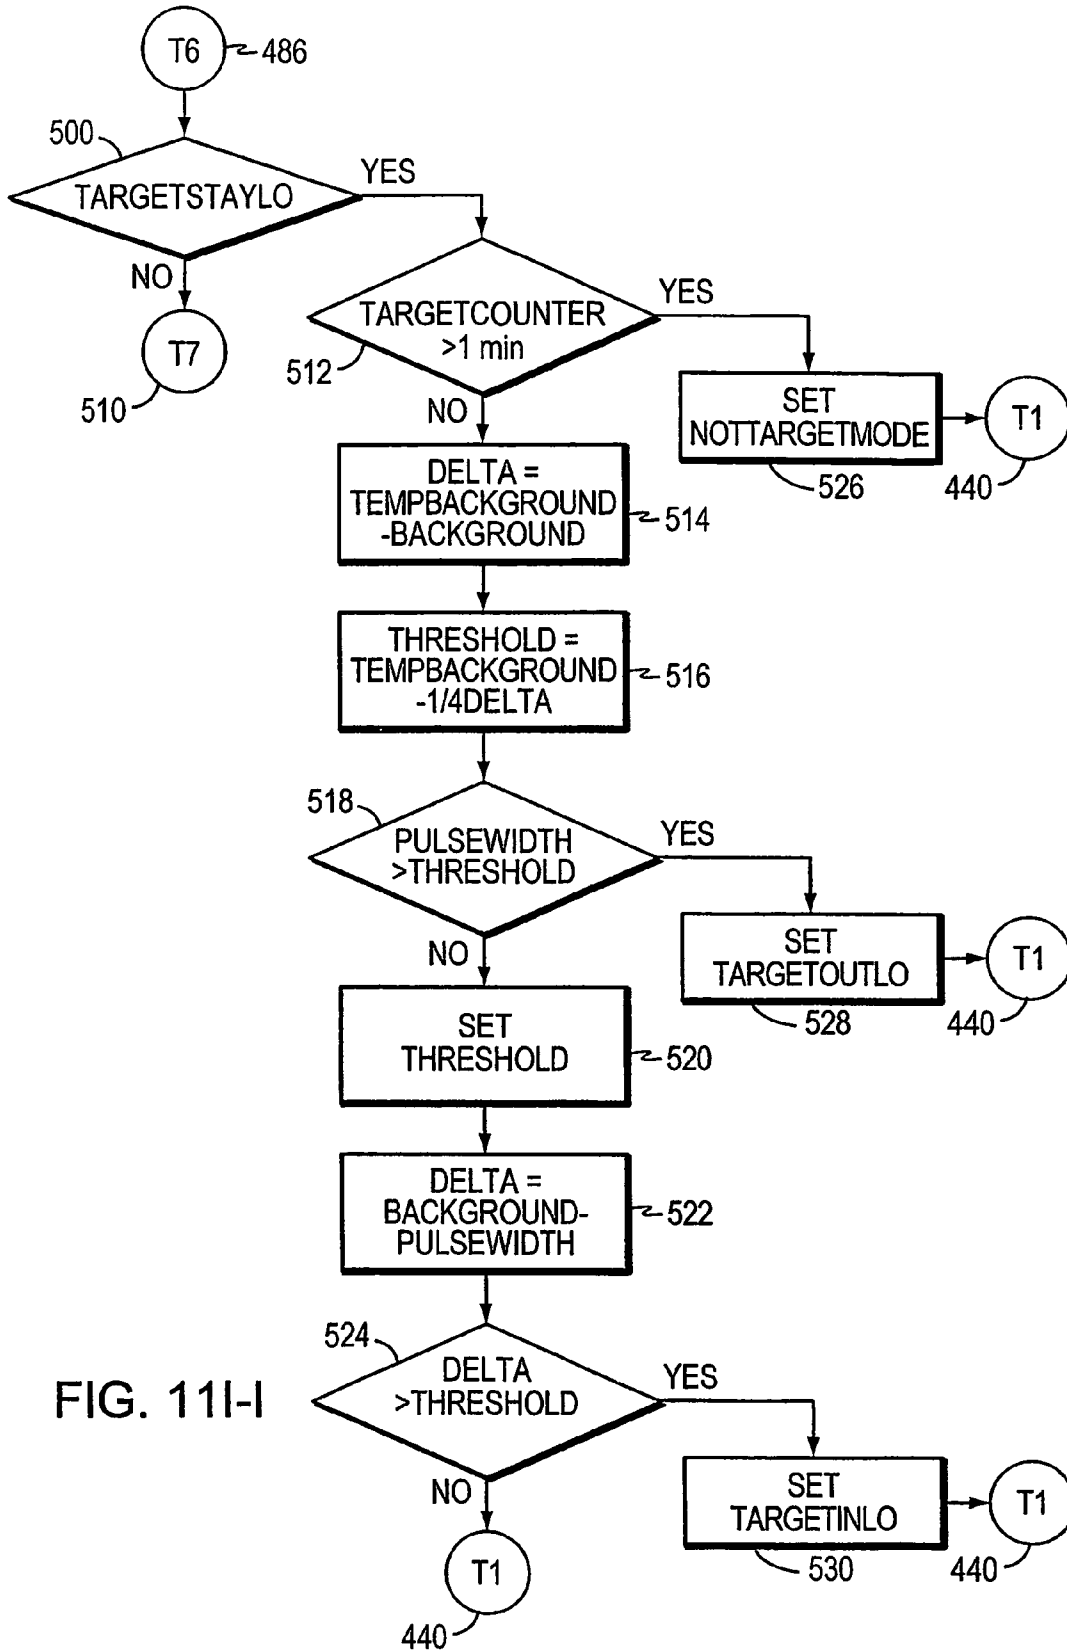 T6
486
500
TARGETSTAYLO
YES
NO
T7
510
TARGETCOUNTER
>1 min
512
YES
NO
SET
NOTTARGETMODE
526
T1
440
DELTA =
TEMPBACKGROUND
-BACKGROUND
514
THRESHOLD =
TEMPBACKGROUND
-1/4DELTA
516
518
PULSEWIDTH
>THRESHOLD
YES
NO
SET
TARGETOUTLO
528
T1
440
SET
THRESHOLD
520
DELTA =
BACKGROUND-
PULSEWIDTH
522
524
DELTA
>THRESHOLD
YES
NO
FIG. 11I-I
SET
TARGETINLO
530
T1
440
T1
440